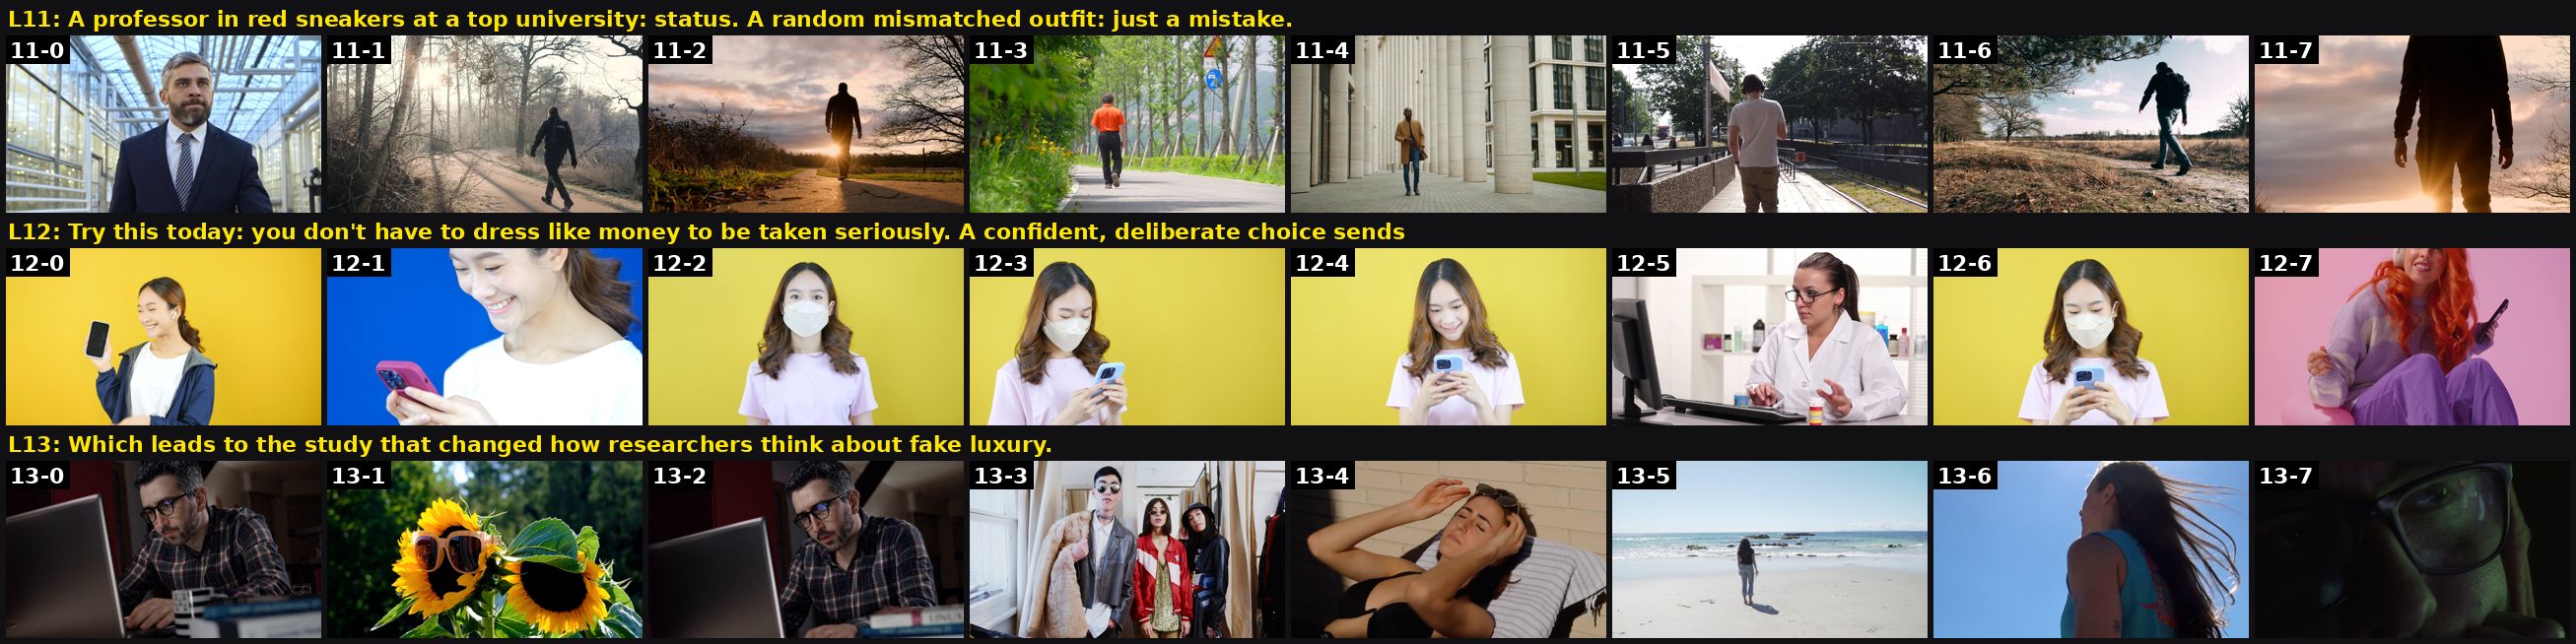 L11: A professor in red sneakers at a top university: status. A random mismatched outfit: just a mistake.
11-0 11-1 11-2 11-3 11-4 11-5 11-6 11-7
L12: Try this today: you don't have to dress like money to be taken seriously. A confident, deliberate choice sends
12-0 12-1 12-2 12-3 12-4 12-5 12-6 12-7
L13: Which leads to the study that changed how researchers think about fake luxury.
13-0 13-1 13-2 13-3 13-4 13-5 13-6 13-7